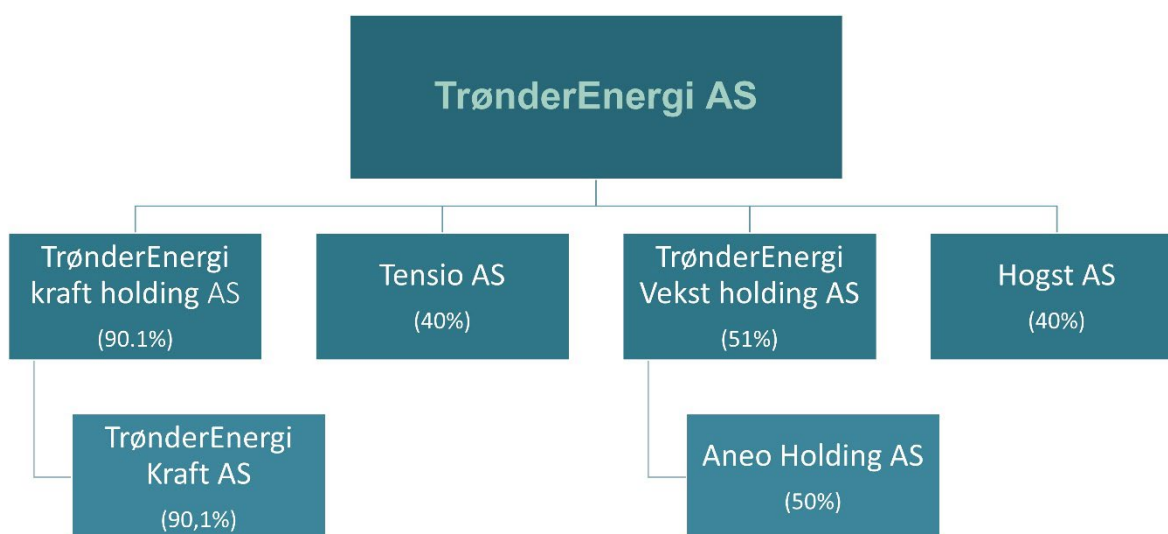 TrønderEnergi AS
TrønderEnergi
kraft holding AS
(90.1%)
Tensio AS
(40%)
TrønderEnergi
Vekst holding AS
(51%)
Hogst AS
(40%)
TrønderEnergi
Kraft AS
(90,1%)
Aneo Holding AS
(50%)